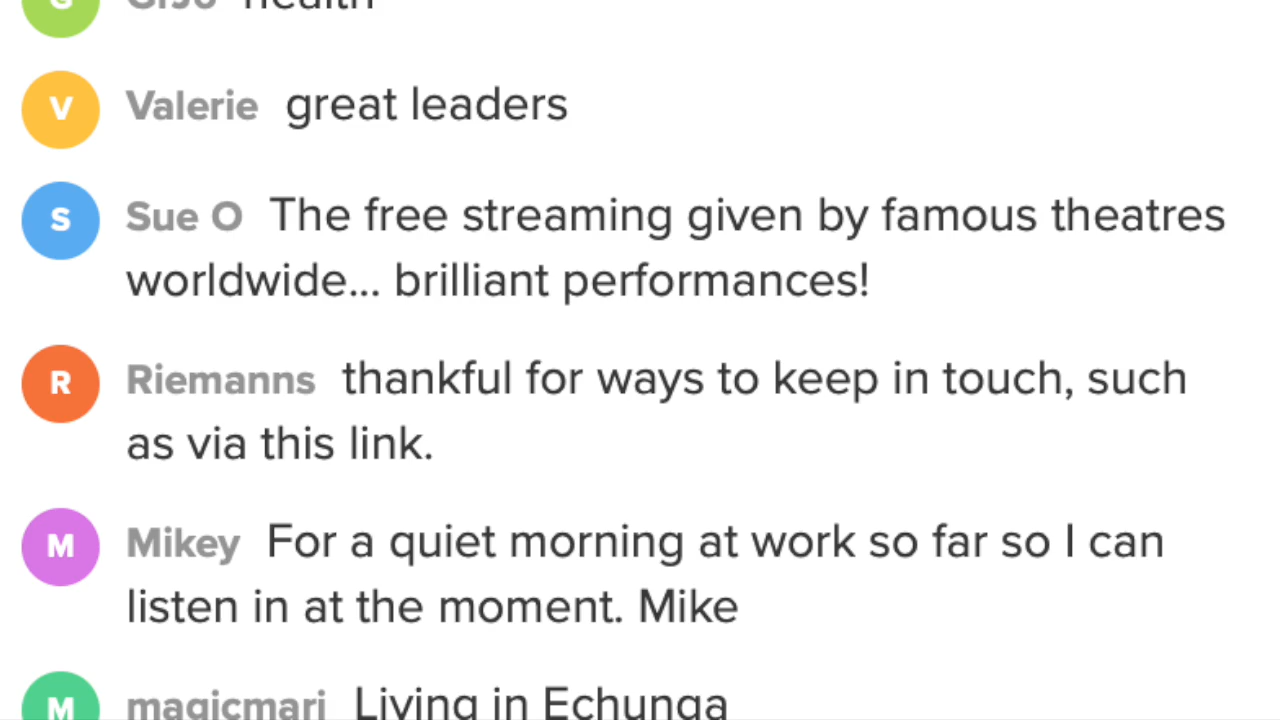 health
V Valerie great leaders
S Sue O The free streaming given by famous theatres
worldwide... brilliant performances!
R Riemanns thankful for ways to keep in touch, such
as via this link.
M Mikey For a quiet morning at work so far so I can
listen in at the moment. Mike
M magicmari Living in Echunga